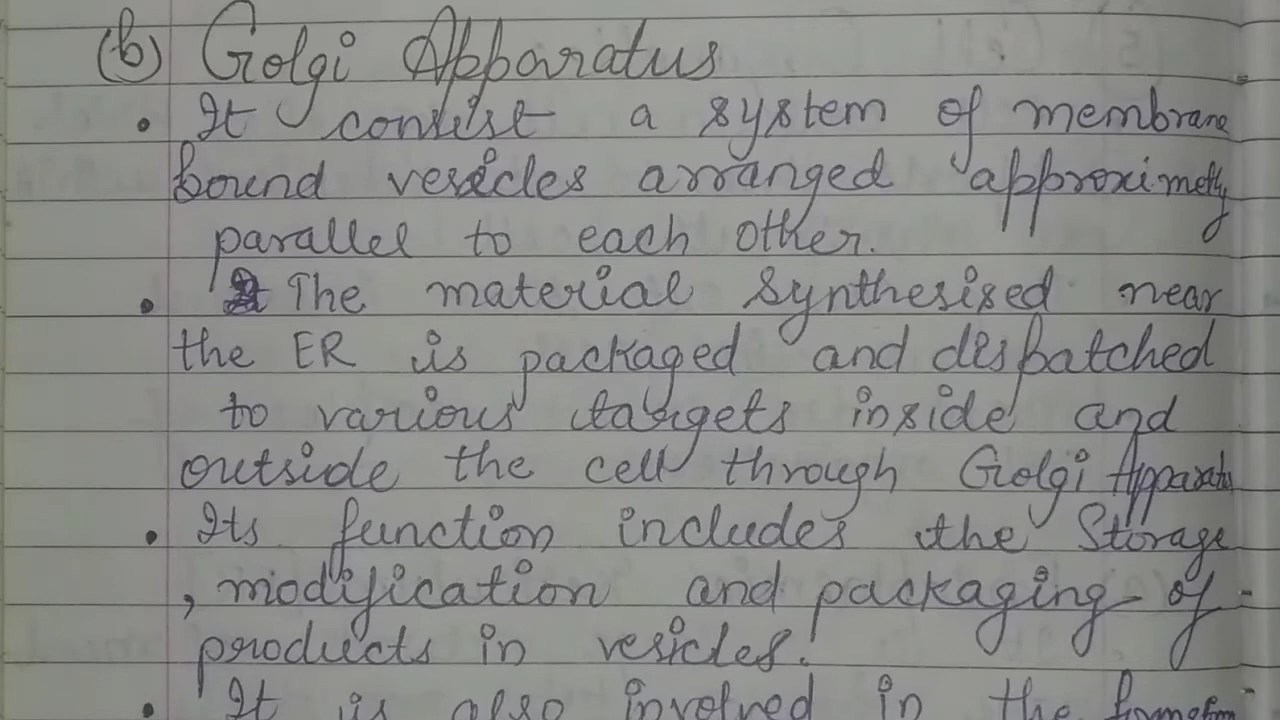 (b) Golgi Apparatus
• It consist a system of membrane
bound vesicles arranged approximetly
parallel to each other.
• The material synthesised near
the ER is packaged and dispatched
to various targets inside and
outside the cell through Golgi Apparatu
• Its function includes the Storage
, modification and packaging of
products in vesicles.
• It is also involved in the